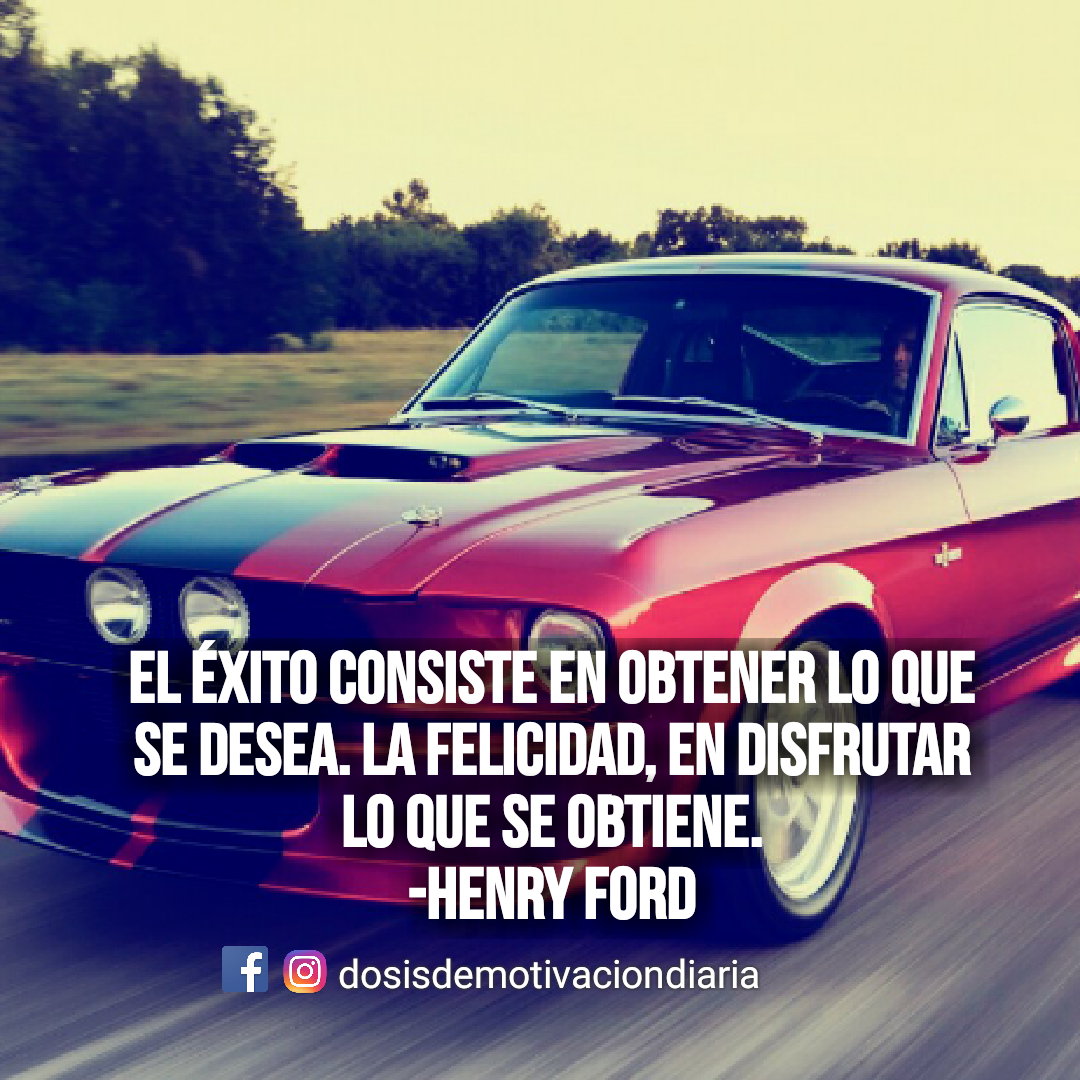 EL ÉXITO CONSISTE EN OBTENER LO QUE
SE DESEA. LA FELICIDAD, EN DISFRUTAR
LO QUE SE OBTIENE.
-HENRY FORD
dosisdemotivaciondiaria